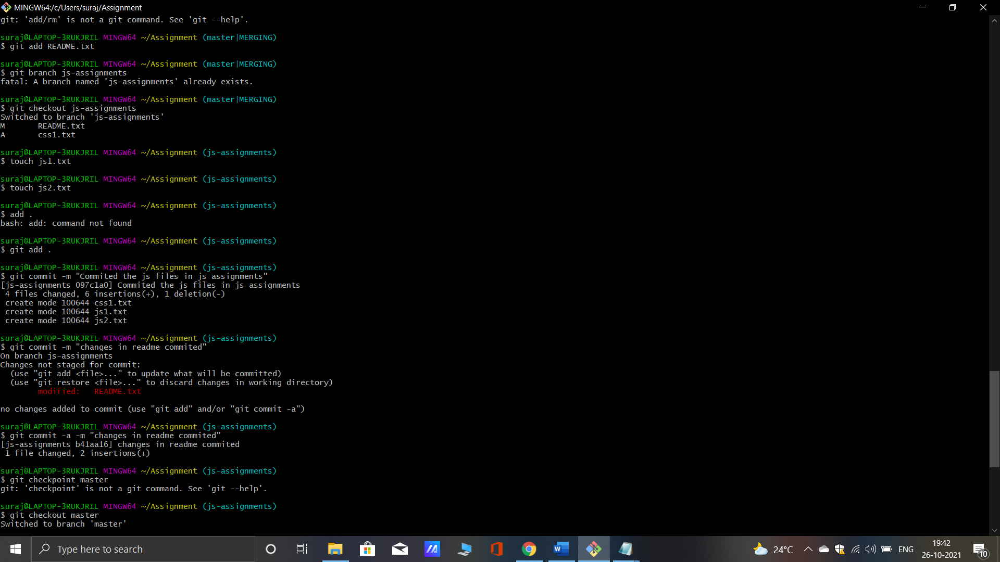 MINGW64:/c/Users/suraj/Assignment
git: 'add/rm' is not a git command. See 'git --help'.
suraj@LAPTOP-3RUKJRIL MINGW64 ~/Assignment (master|MERGING)
$ git add README.txt
suraj@LAPTOP-3RUKJRIL MINGW64 ~/Assignment (master|MERGING)
$ git branch js-assignments
fatal: A branch named 'js-assignments' already exists.
suraj@LAPTOP-3RUKJRIL MINGW64 ~/Assignment (master|MERGING)
$ git checkout js-assignments
Switched to branch 'js-assignments'
M       README.txt
A       css1.txt
suraj@LAPTOP-3RUKJRIL MINGW64 ~/Assignment (js-assignments)
$ touch js1.txt
suraj@LAPTOP-3RUKJRIL MINGW64 ~/Assignment (js-assignments)
$ touch js2.txt
suraj@LAPTOP-3RUKJRIL MINGW64 ~/Assignment (js-assignments)
$ add .
bash: add: command not found
suraj@LAPTOP-3RUKJRIL MINGW64 ~/Assignment (js-assignments)
$ git add .
suraj@LAPTOP-3RUKJRIL MINGW64 ~/Assignment (js-assignments)
$ git commit -m "Commited the js files in js assignments"
[js-assignments 097c1a0] Commited the js files in js assignments
 4 files changed, 6 insertions(+), 1 deletion(-)
 create mode 100644 css1.txt
 create mode 100644 js1.txt
 create mode 100644 js2.txt
suraj@LAPTOP-3RUKJRIL MINGW64 ~/Assignment (js-assignments)
$ git commit -m "changes in readme commited"
On branch js-assignments
Changes not staged for commit:
  (use "git add <file>..." to update what will be committed)
  (use "git restore <file>..." to discard changes in working directory)
        modified:   README.txt
no changes added to commit (use "git add" and/or "git commit -a")
suraj@LAPTOP-3RUKJRIL MINGW64 ~/Assignment (js-assignments)
$ git commit -a -m "changes in readme commited"
[js-assignments b41aa16] changes in readme commited
 1 file changed, 2 insertions(+)
suraj@LAPTOP-3RUKJRIL MINGW64 ~/Assignment (js-assignments)
$ git checkpoint master
git: 'checkpoint' is not a git command. See 'git --help'.
suraj@LAPTOP-3RUKJRIL MINGW64 ~/Assignment (js-assignments)
$ git checkout master
Switched to branch 'master'
Type here to search
24°C
ENG
19:42
26-10-2021
10